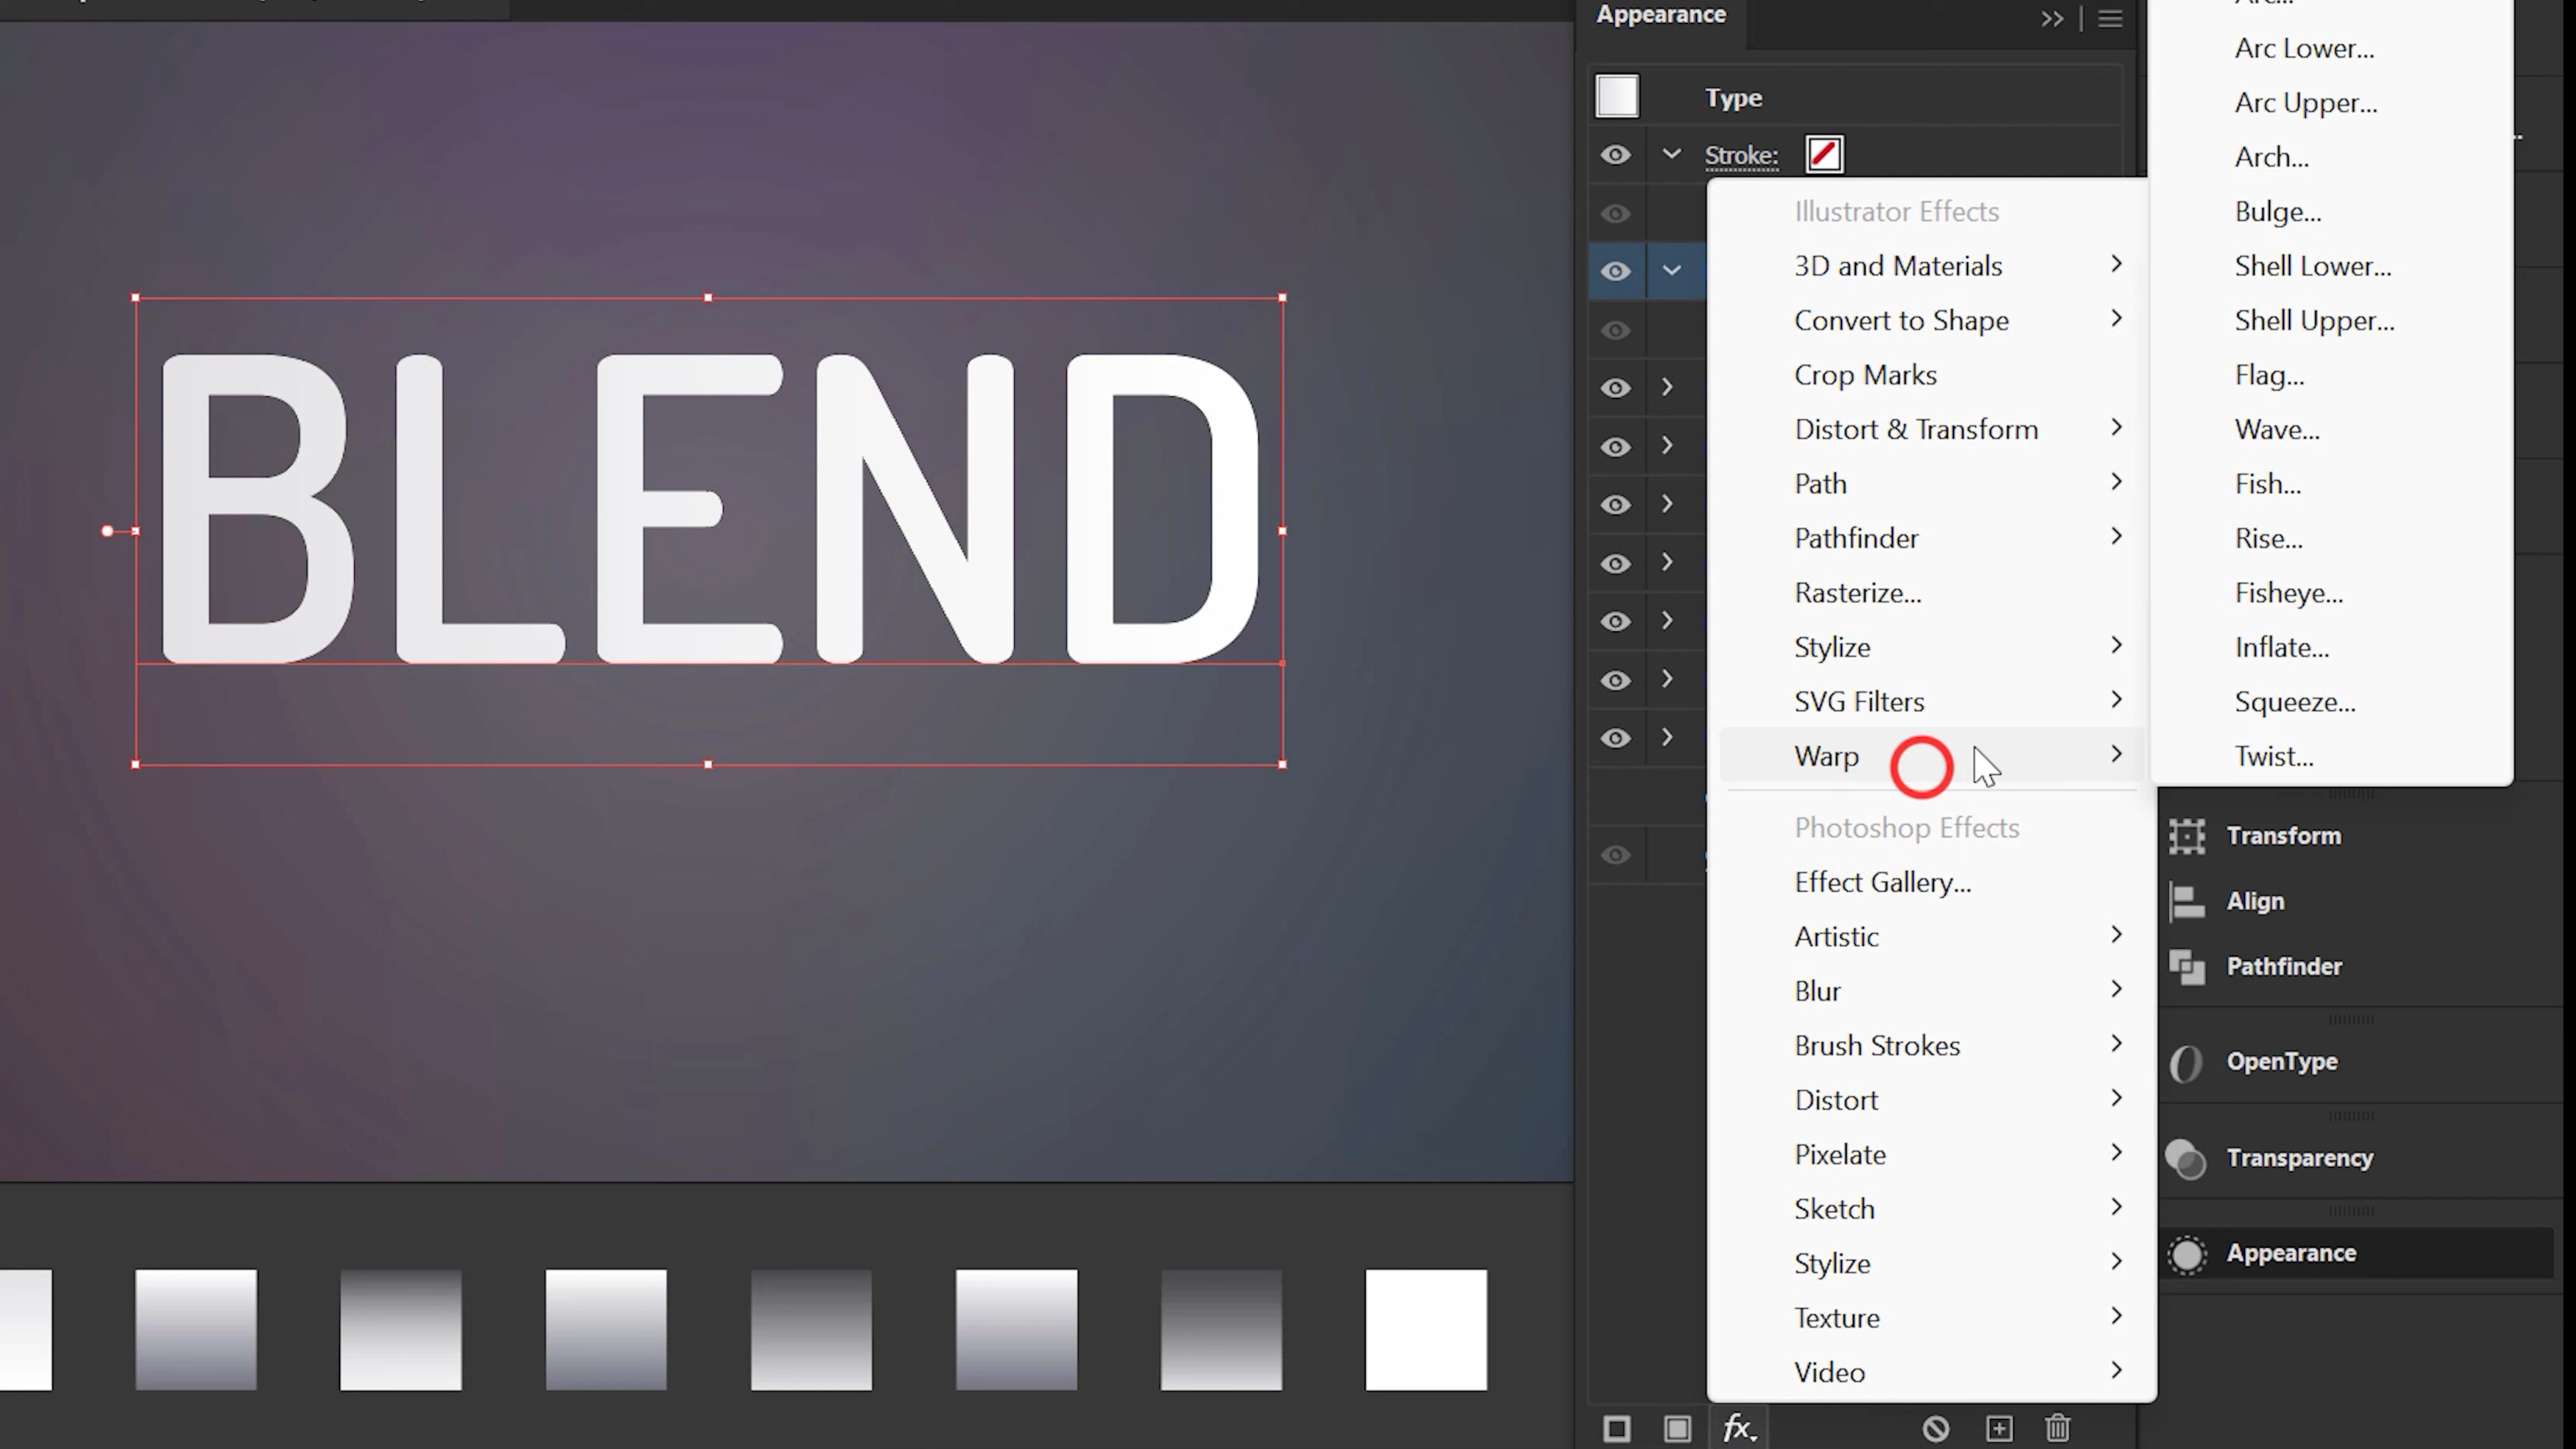 Appearance
Type
Stroke:
BLEND
Illustrator Effects
3D and Materials
Convert to Shape
Crop Marks
Distort & Transform
Path
Pathfinder
Rasterize...
Stylize
SVG Filters
Warp
Photoshop Effects
Effect Gallery...
Artistic
Blur
Brush Strokes
Distort
Pixelate
Sketch
Stylize
Texture
Video
fx
Arc Lower...
Arc Upper...
Arch...
Bulge...
Shell Lower...
Shell Upper...
Flag...
Wave...
Fish...
Rise...
Fisheye...
Inflate...
Squeeze...
Twist...
Transform
Align
Pathfinder
OpenType
Transparency
Appearance